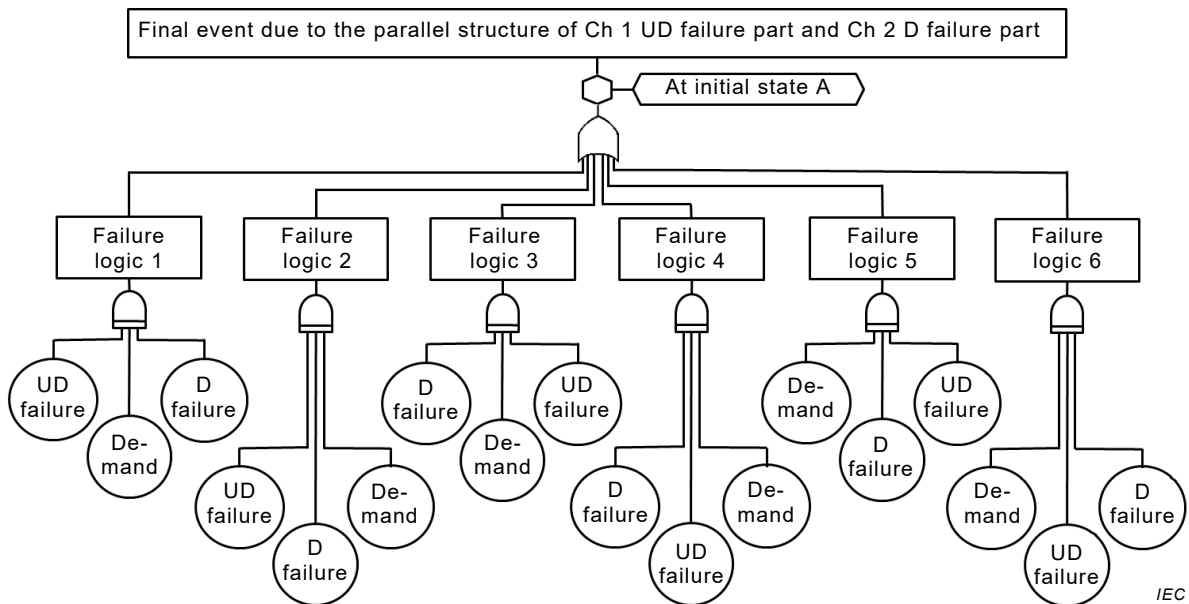 Final event due to the parallel structure of Ch 1 UD failure part and Ch 2 D failure part
At initial state A
Failure
logic 1
Failure
logic 2
Failure
logic 3
Failure
logic 4
Failure
logic 5
Failure
logic 6
UD
failure
De-
mand
D
failure
UD
failure
D
failure
De-
mand
D
failure
De-
mand
UD
failure
D
failure
UD
failure
De-
mand
De-
mand
D
failure
UD
failure
De-
mand
UD
failure
D
failure
IEC